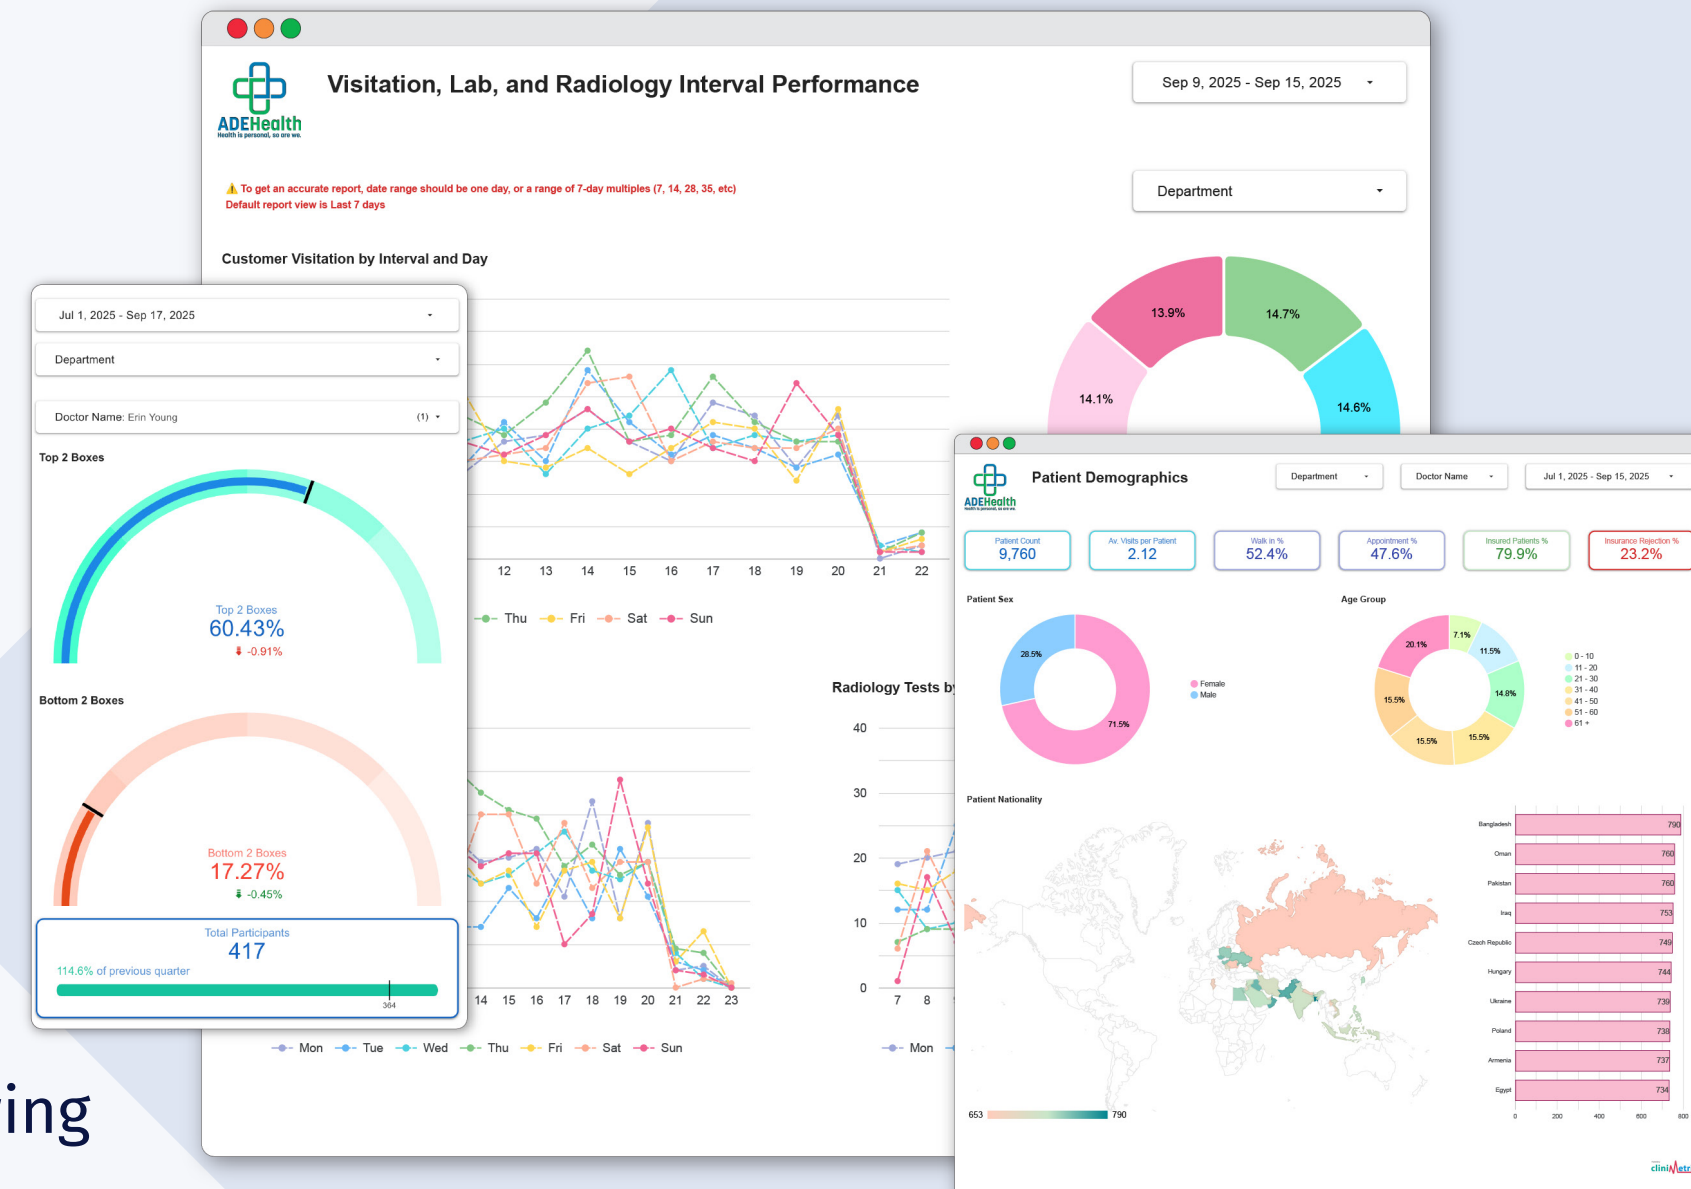 Visitation, Lab, and Radiology Interval Performance
Sep 9, 2025 - Sep 15, 2025
ADEHealth
Health is personal, so are we.
⚠ To get an accurate report, date range should be one day, or a range of 7-day multiples (7, 14, 28, 35, etc)
Default report view is Last 7 days
Department
Customer Visitation by Interval and Day
13.9%
14.7%
14.1%
14.6%
12 13 14 15 16 17 18 19 20 21 22
Thu Fri Sat Sun
Radiology Tests by
40
30
20
10
0
7 8
14 15 16 17 18 19 20 21 22 23
Mon Tue Wed Thu Fri Sat Sun
Mon
Jul 1, 2025 - Sep 17, 2025
Department
Doctor Name: Erin Young (1)
Top 2 Boxes
Top 2 Boxes
60.43%
-0.91%
Bottom 2 Boxes
Bottom 2 Boxes
17.27%
-0.45%
Total Participants
417
114.6% of previous quarter
364
ing
ADEHealth
Health is personal, so are we.
Patient Demographics
Department
Doctor Name
Jul 1, 2025 - Sep 15, 2025
Patient Count
9,760
Av. Visits per Patient
2.12
Walk in %
52.4%
Appointment %
47.6%
Insured Patients %
79.9%
Insurance Rejection %
23.2%
Patient Sex
28.5%
71.5%
Female
Male
Age Group
7.1%
11.5%
14.8%
15.5%
15.5%
15.5%
20.1%
0 - 10
11 - 20
21 - 30
31 - 40
41 - 50
51 - 60
61 +
Patient Nationality
653 790
Bangladesh 790
Oman 760
Pakistan 760
Iraq 753
Czech Republic 749
Hungary 744
Ukraine 739
Poland 738
Armenia 737
Egypt 734
0 200 400 600 800
cliniMetr